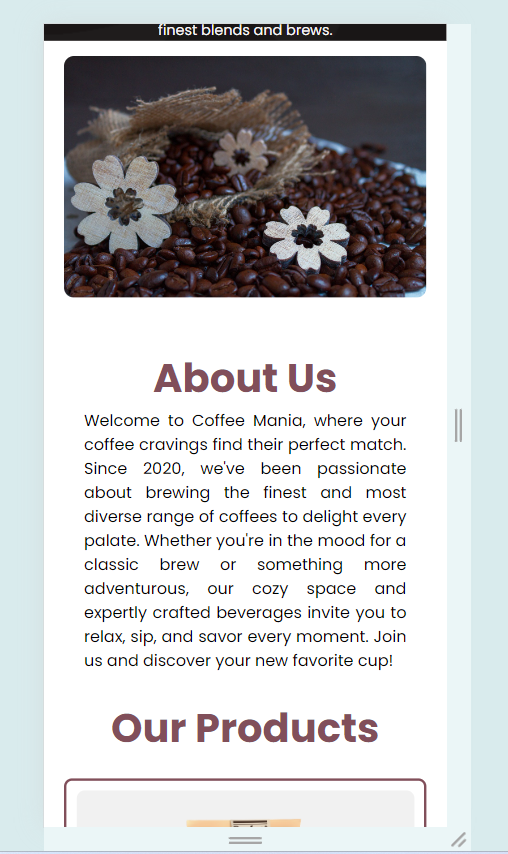 finest blends and brews.
About Us
Welcome to Coffee Mania, where your
coffee cravings find their perfect match.
Since 2020, we've been passionate
about brewing the finest and most
diverse range of coffees to delight every
palate. Whether you're in the mood for a
classic brew or something more
adventurous, our cozy space and
expertly crafted beverages invite you to
relax, sip, and savor every moment. Join
us and discover your new favorite cup!
Our Products